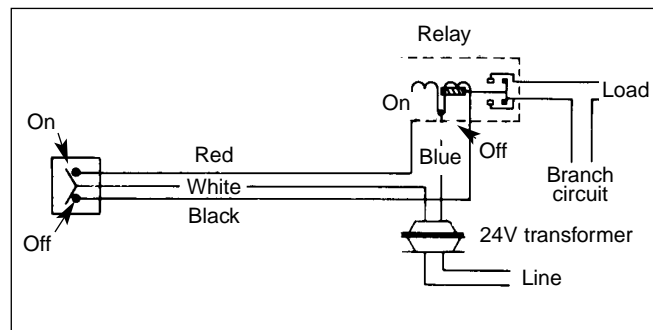 Relay
On
Load
On
Red
Blue
Off
Branch
circuit
White
Black
Off
24V transformer
Line